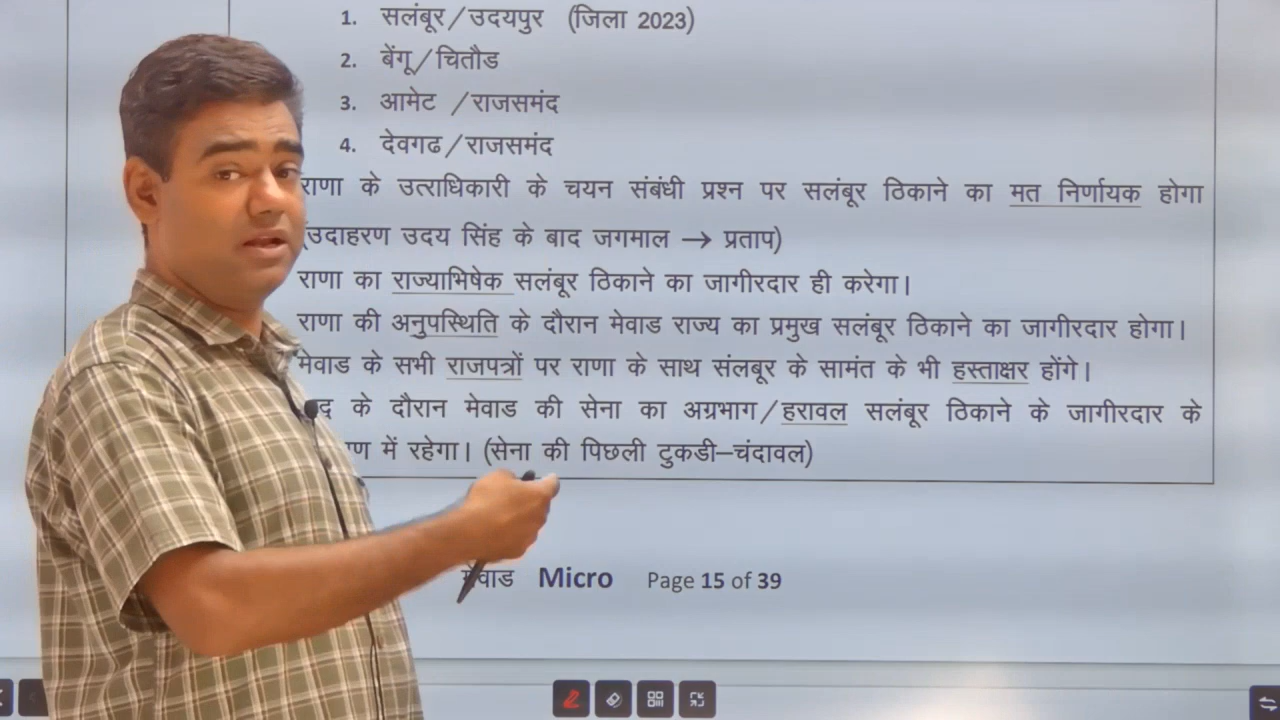 1. सलंबूर/उदयपुर (जिला 2023)
2. बेंगू/चितौड
3. आमेट /राजसमंद
4. देवगढ/राजसमंद
राणा के उत्राधिकारी के चयन संबंधी प्रश्न पर सलंबूर ठिकाने का मत निर्णायक होगा
(उदाहरण उदय सिंह के बाद जगमाल → प्रताप)
राणा का राज्याभिषेक सलंबूर ठिकाने का जागीरदार ही करेगा।
राणा की अनुपस्थिति के दौरान मेवाड राज्य का प्रमुख सलंबूर ठिकाने का जागीरदार होगा।
मेवाड के सभी राजपत्रों पर राणा के साथ संलबूर के सामंत के भी हस्ताक्षर होंगे।
के दौरान मेवाड की सेना का अग्रभाग/हरावल सलंबूर ठिकाने के जागीरदार के
में रहेगा। (सेना की पिछली टुकडी–चंदावल)
मेवाड Micro Page 15 of 39